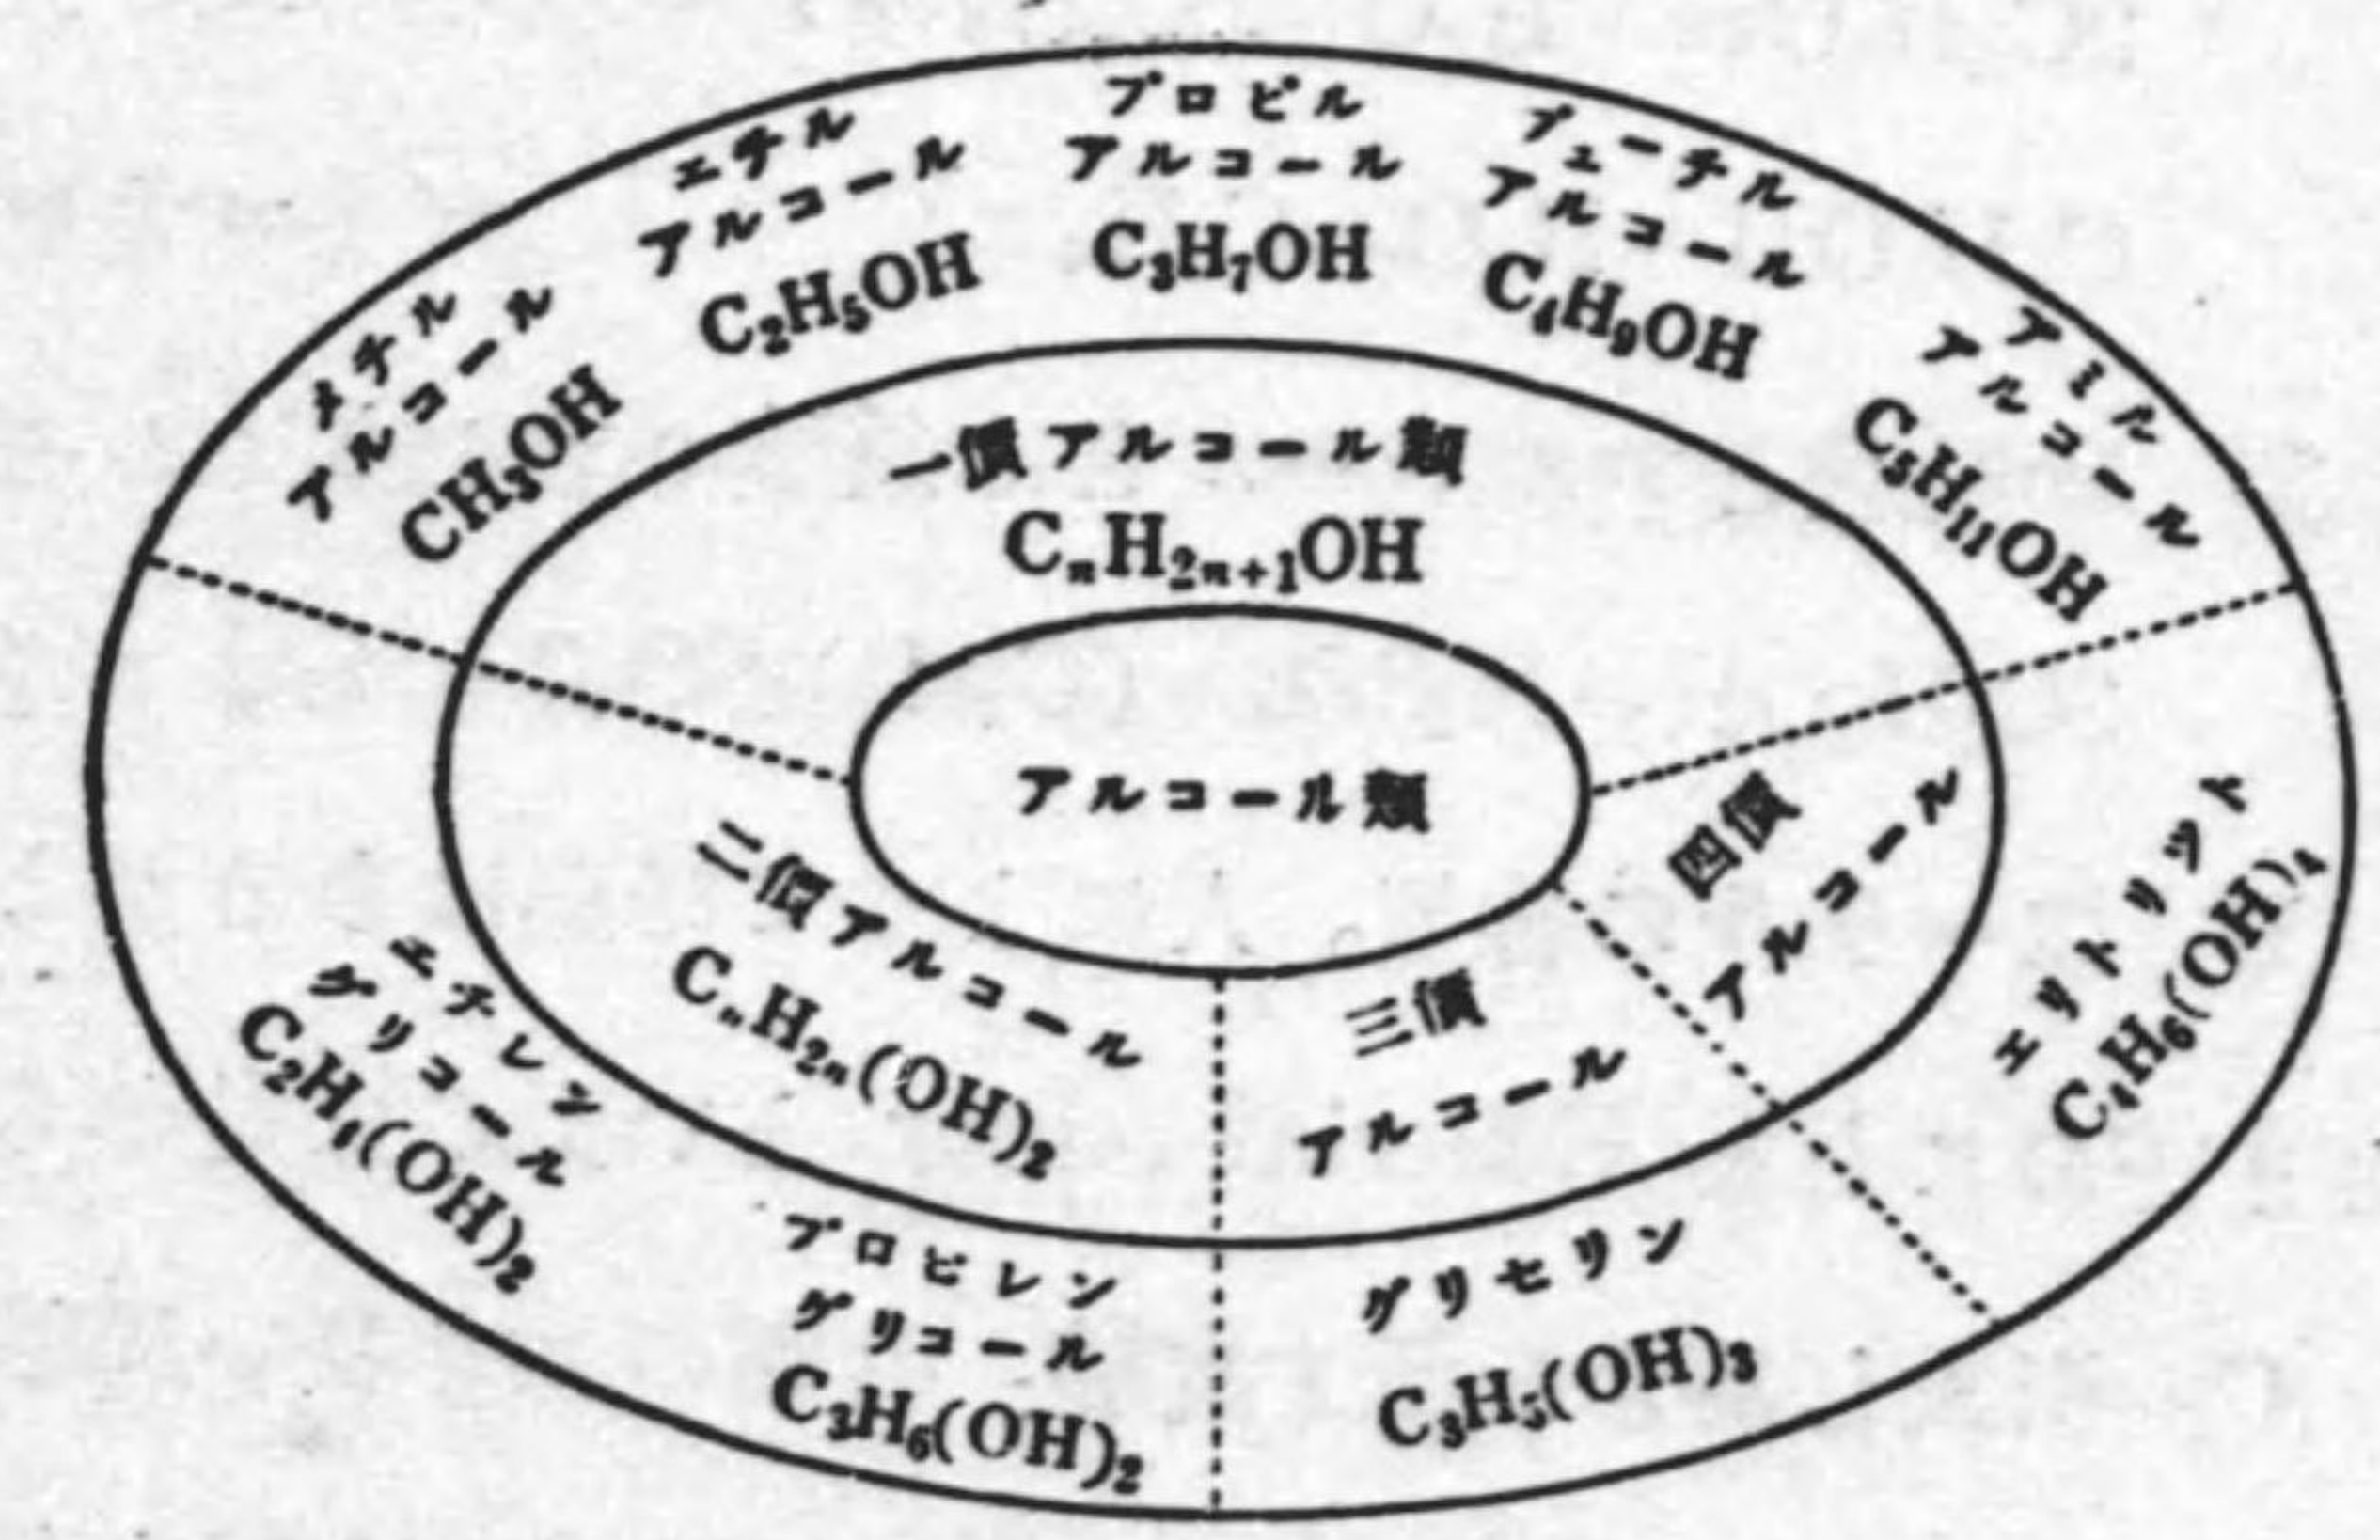 メチル
アルコール
CH₃OH
エチル
アルコール
C₂H₅OH
プロピル
アルコール
C₃H₇OH
ブューチル
アルコール
C₄H₉OH
アミル
アルコール
C₅H₁₁OH
一價アルコール類
CₙH₂ₙ₊₁OH
アルコール類
二價アルコール
CₙH₂ₙ(OH)₂
三價
アルコール
四價
アルコール
エチレン
グリコール
C₂H₄(OH)₂
プロピレン
グリコール
C₃H₆(OH)₂
グリセリン
C₃H₅(OH)₃
エリトリツト
C₄H₆(OH)₄